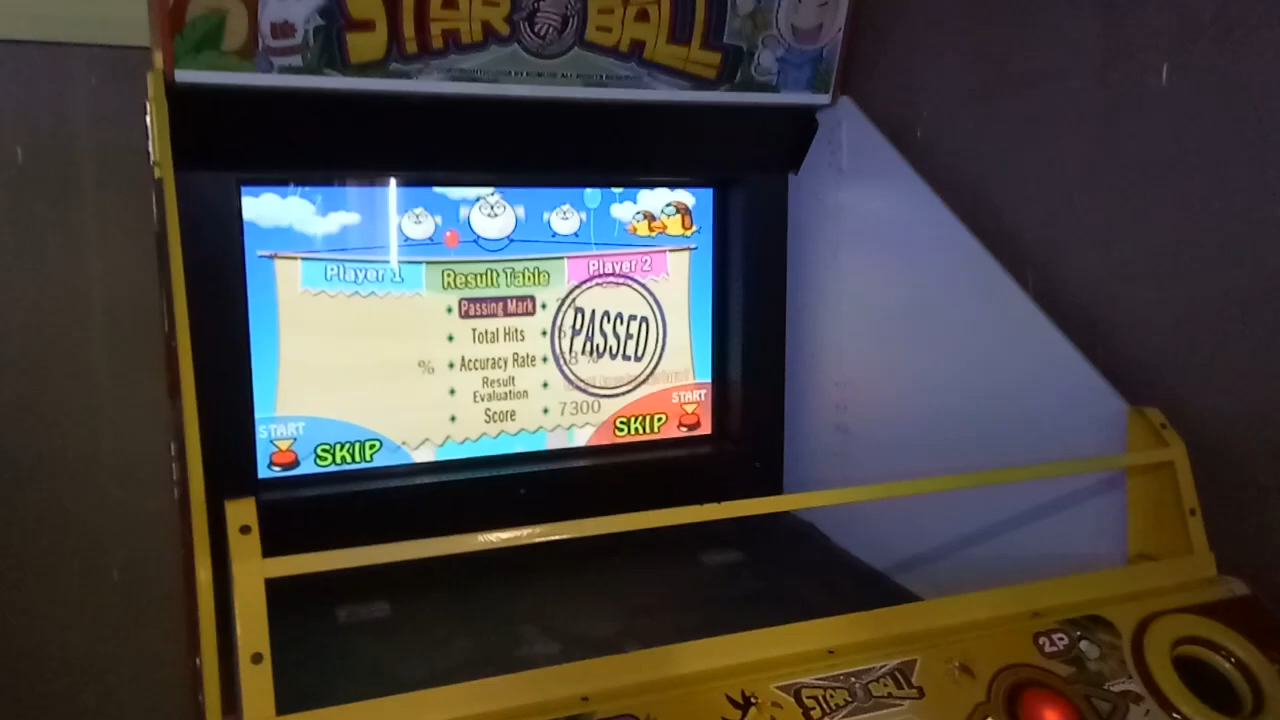 STAR BALL
Player 1
Result Table
Player 2
Passing Mark
PASSED
Total Hits
%
Accuracy Rate
Result
Evaluation
Score
7300
START
SKIP
START
SKIP
2P
STAR BALL